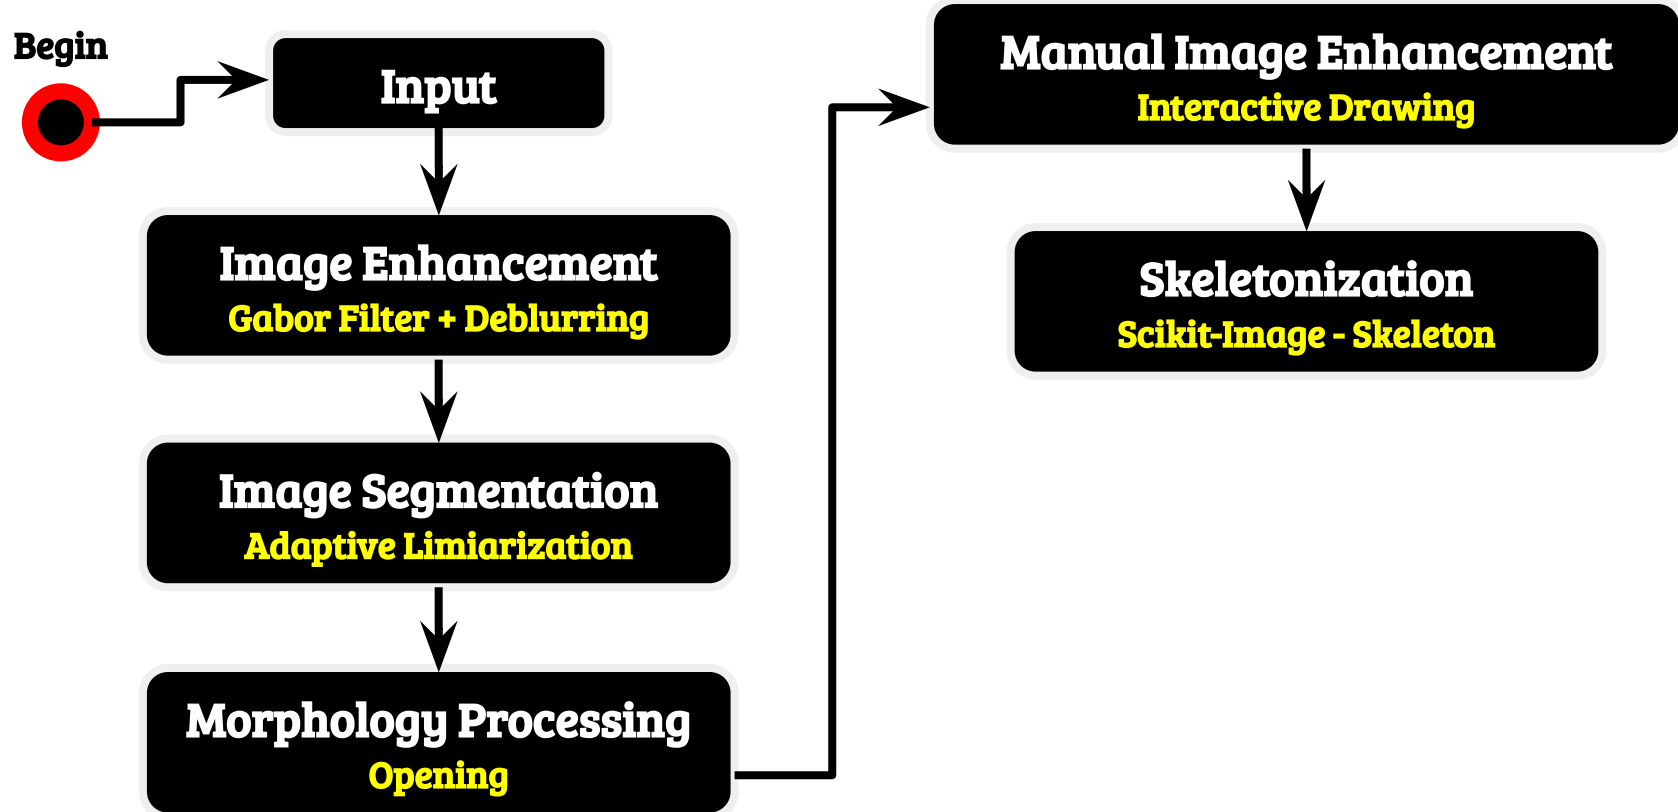 Begin
Input
Image Enhancement
Gabor Filter + Deblurring
Image Segmentation
Adaptive Limiarization
Morphology Processing
Opening
Manual Image Enhancement
Interactive Drawing
Skeletonization
Scikit-Image - Skeleton